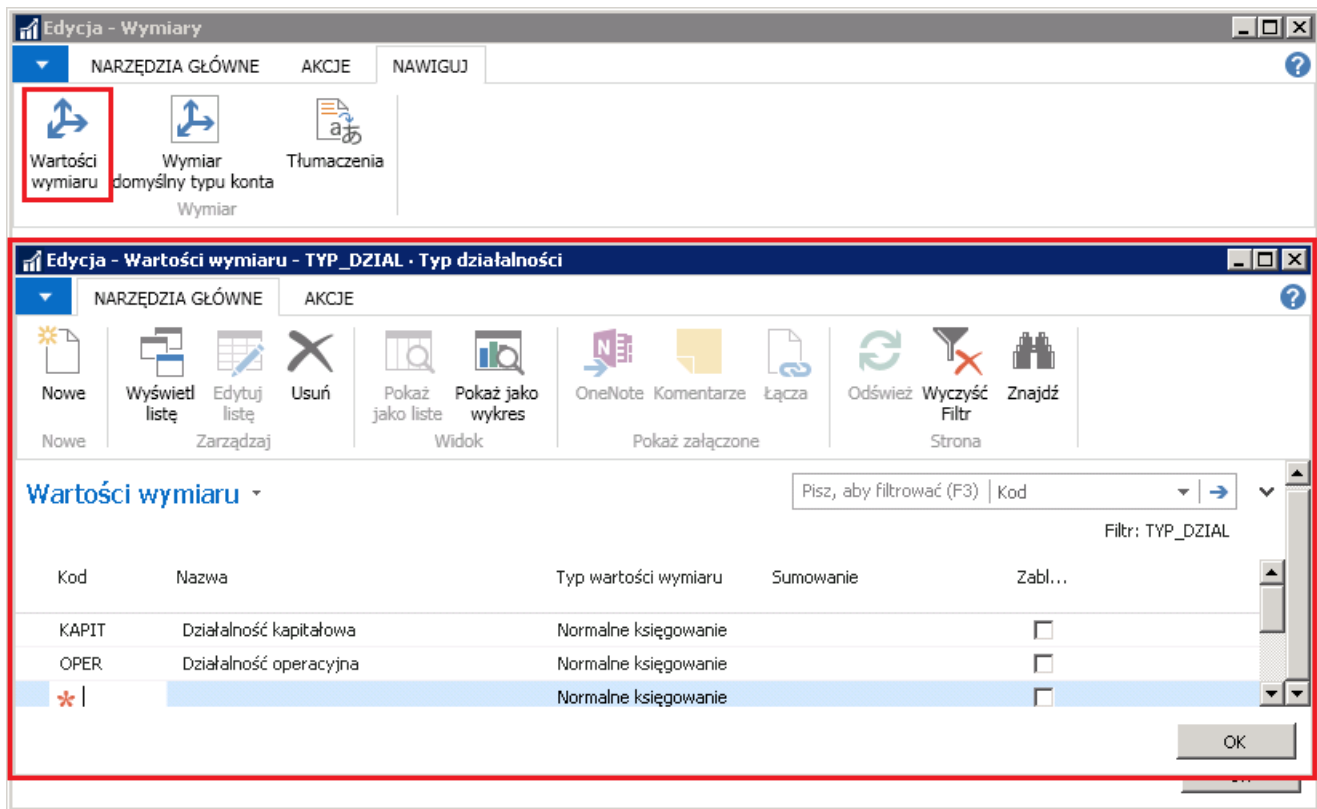 Edycja - Wymiary
NARZĘDZIA GŁÓWNE AKCJE NAWIGUJ
Wartości Wymiar Tłumaczenia
wymiaru domyślny typu konta
Wymiar
Edycja - Wartości wymiaru - TYP_DZIAL · Typ działalności
NARZĘDZIA GŁÓWNE AKCJE
Nowe Wyświetl Edytuj Usuń Pokaż Pokaż jako OneNote Komentarze Łącza Odśwież Wyczyść Znajdź
listę listę jako liste wykres Filtr
Nowe Zarządzaj Widok Pokaż załączone Strona
Wartości wymiaru Pisz, aby filtrować (F3) Kod
Filtr: TYP_DZIAL
Kod Nazwa Typ wartości wymiaru Sumowanie Zabl...
KAPIT Działalność kapitałowa Normalne księgowanie
OPER Działalność operacyjna Normalne księgowanie
Normalne księgowanie
OK